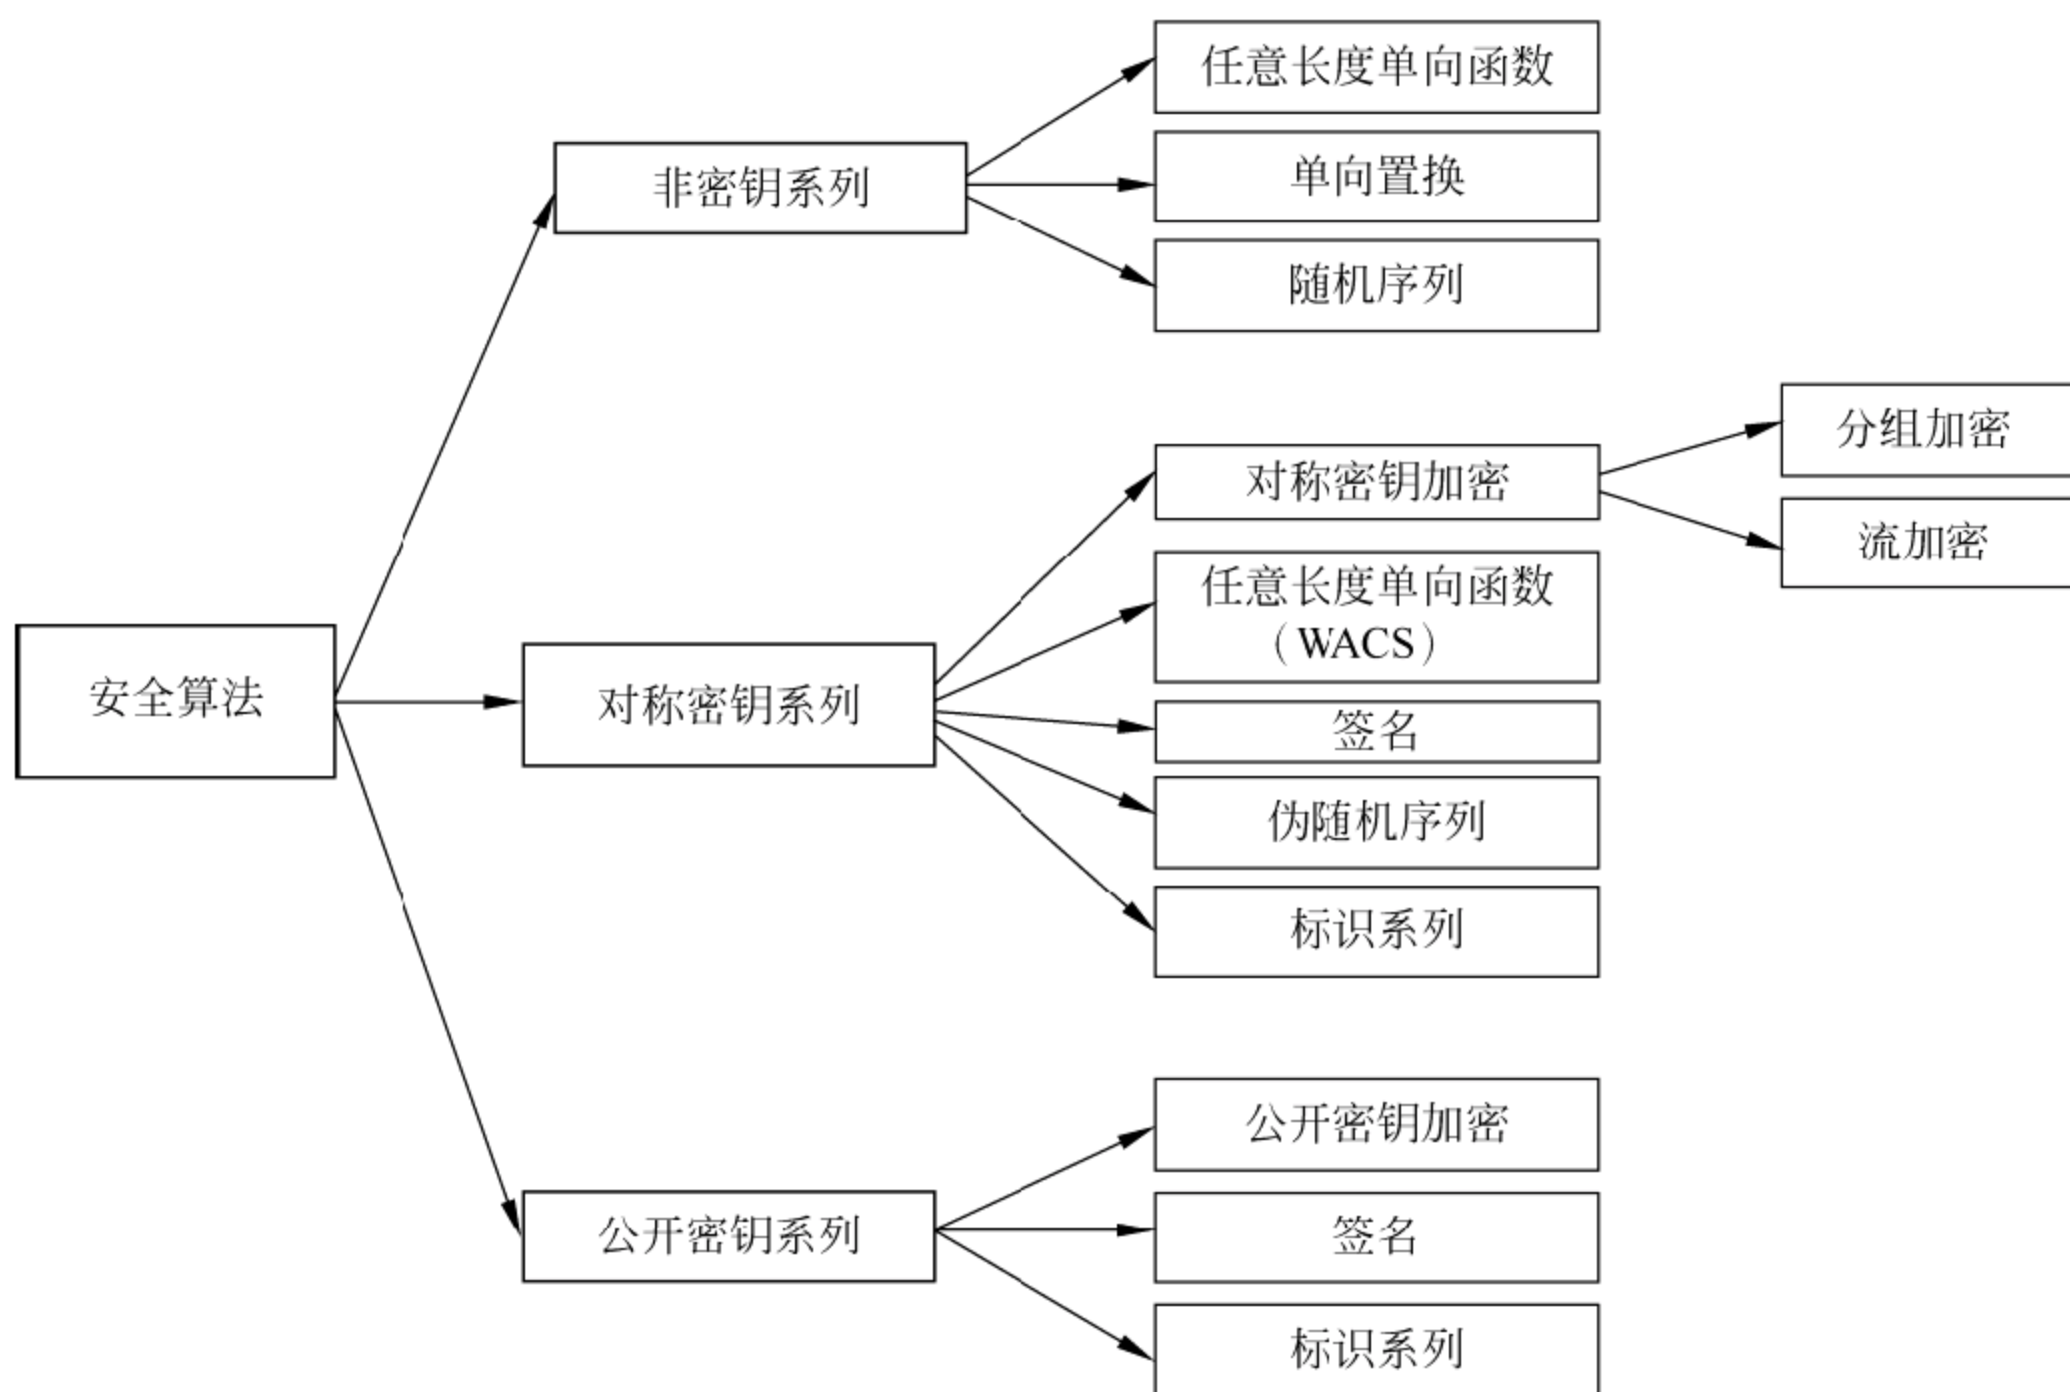 任意长度单向函数
非密钥系列
单向置换
随机序列
分组加密
对称密钥加密
流加密
任意长度单向函数
（WACS）
安全算法
对称密钥系列
签名
伪随机序列
标识系列
公开密钥加密
公开密钥系列
签名
标识系列